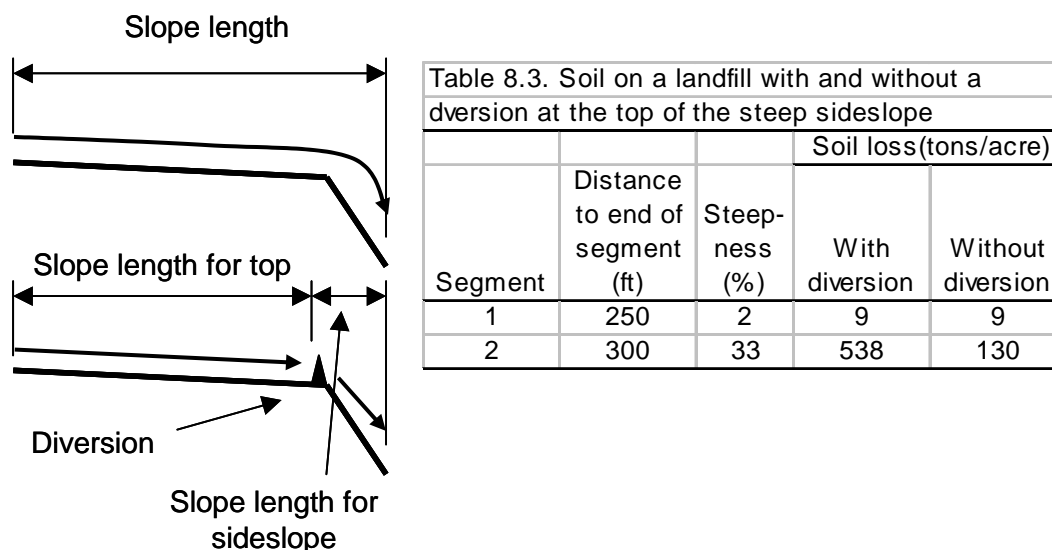 Slope length
Slope length for top
Diversion
Slope length for
sideslope
Table 8.3. Soil on a landfill with and without a
dversion at the top of the steep sideslope
Soil loss(tons/acre)
Segment
Distance
to end of
segment
(ft)
Steep-
ness
(%)
With
diversion
Without
diversion
1 250 2 9 9
2 300 33 538 130